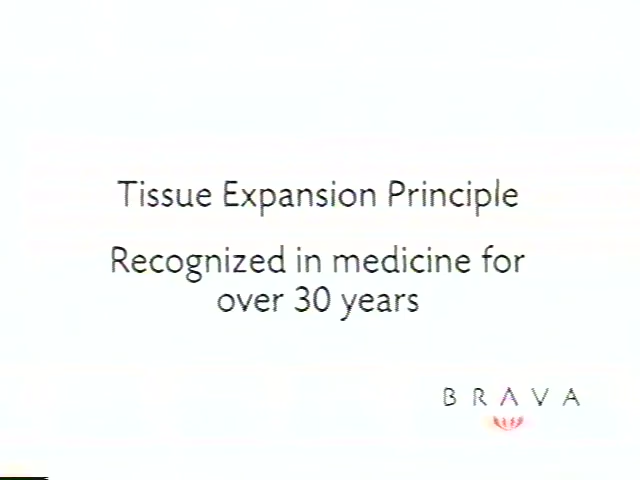 Tissue Expansion Principle
Recognized in medicine for
over 30 years
BRAVA